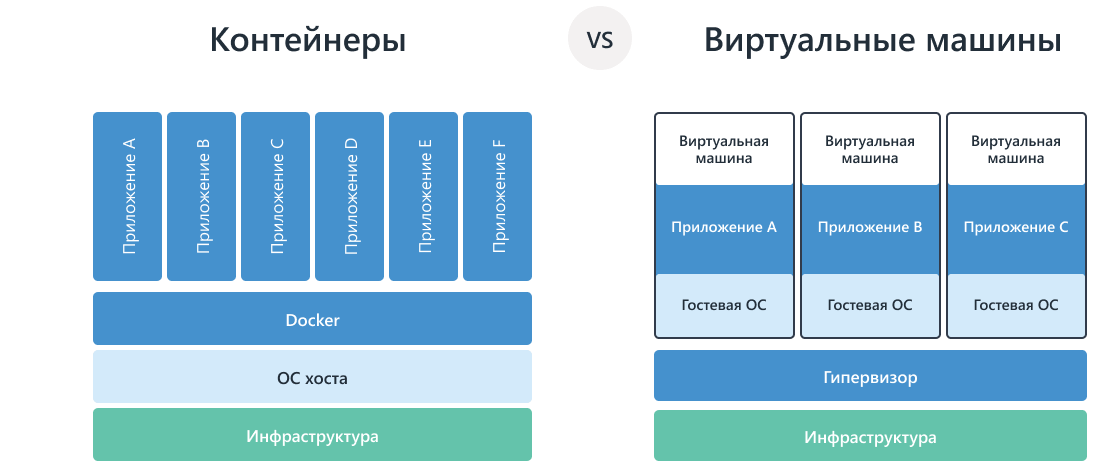 Контейнеры
VS
Виртуальные машины
Приложение A
Приложение B
Приложение C
Приложение D
Приложение E
Приложение F
Docker
ОС хоста
Инфраструктура
Виртуальная
машина
Виртуальная
машина
Виртуальная
машина
Приложение A
Приложение B
Приложение C
Гостевая ОС
Гостевая ОС
Гостевая ОС
Гипервизор
Инфраструктура